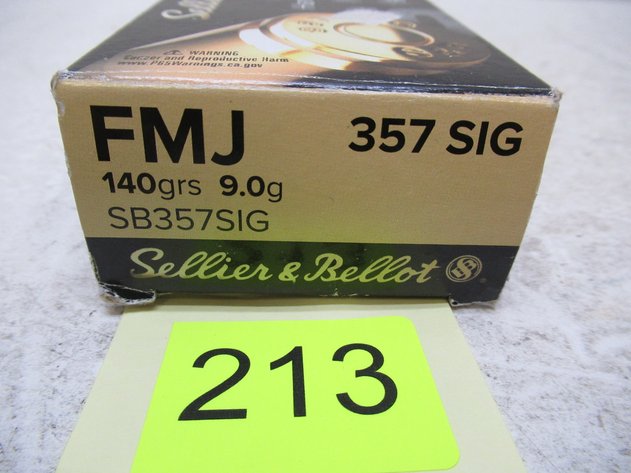 Sellier
WARNING
Cancer and Reproductive Harm
www.P65Warnings.ca.gov
FMJ
357 SIG
140grs 9.0g
SB357SIG
Sellier & Bellot
213